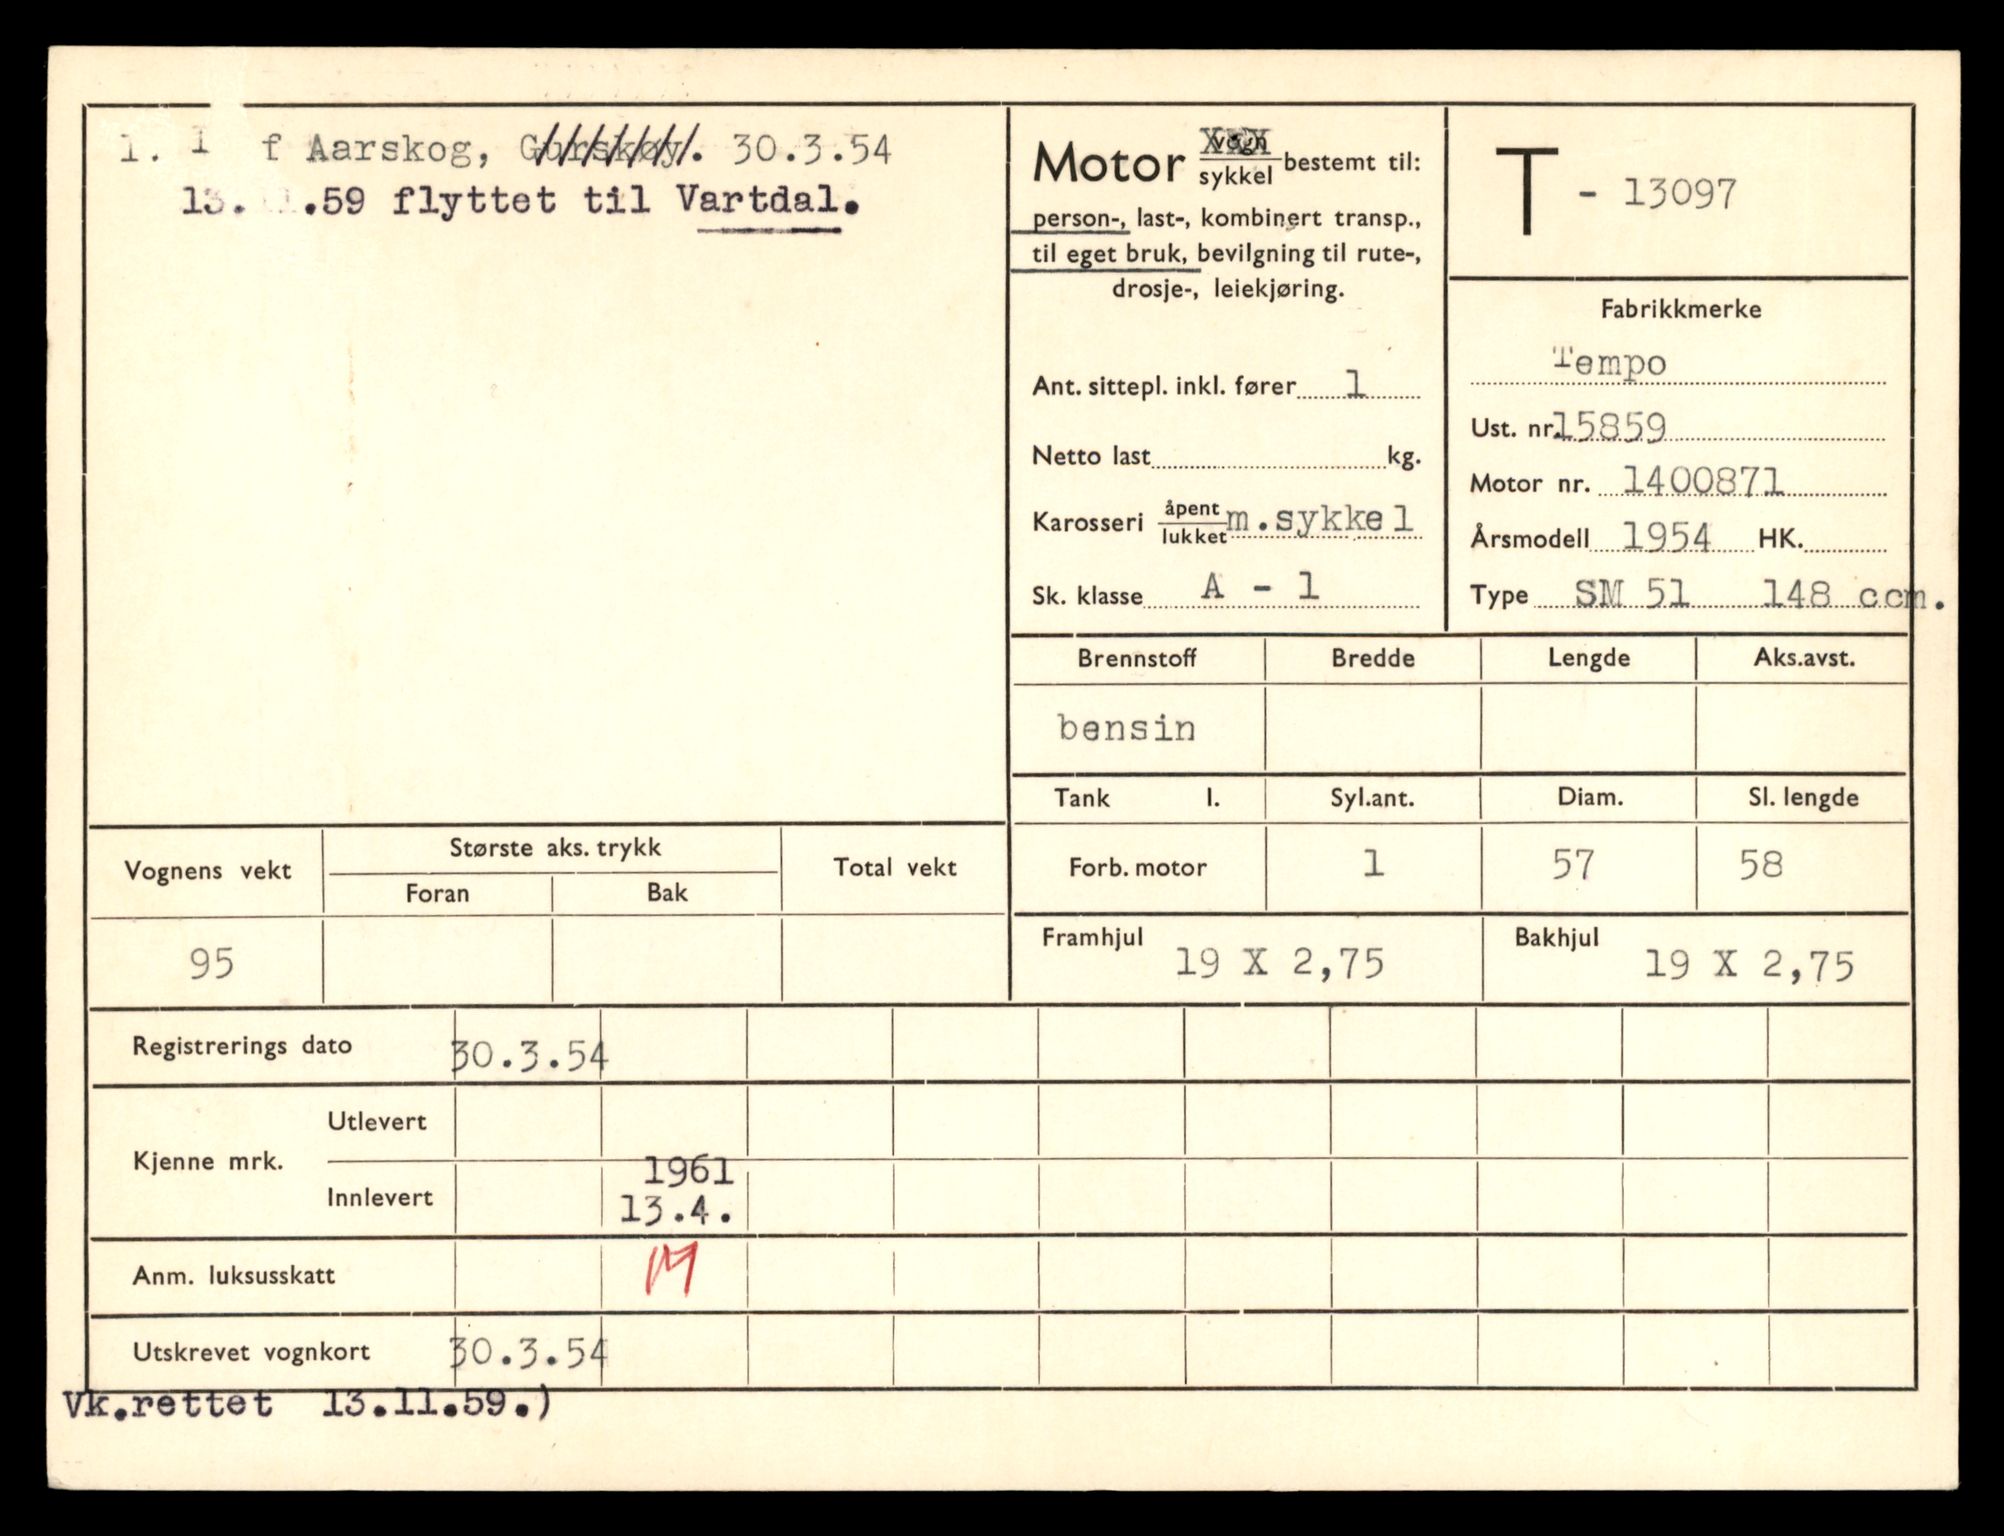 1. f Aarskog, Gurskøy. 30.3.54
13.11.59 flyttet til Vartdal.
Motor vogn/sykkel bestemt til:
person-, last-, kombinert transp.,
til eget bruk, bevilgning til rute-,
drosje-, leiekjøring.
Ant. sittepl. inkl. fører 1
Netto last kg.
Karosseri åpent/lukket m.sykkel
Sk. klasse A - 1
T - 13097
Fabrikkmerke
Tempo
Ust. nr. 15859
Motor nr. 1400871
Årsmodell 1954 HK.
Type SM 51 148 ccm.
Brennstoff Bredde Lengde Aks.avst.
bensin
Tank l. Syl.ant. Diam. Sl. lengde
Forb. motor 1 57 58
Framhjul 19 X 2,75 Bakhjul 19 X 2,75
Vognens vekt Største aks. trykk Total vekt
Foran Bak
95
Registrerings dato 30.3.54
Kjenne mrk. Utlevert
Innlevert 1961
13.4.
Anm. luksusskatt
Utskrevet vognkort 30.3.54
Vk.rettet 13.11.59.)